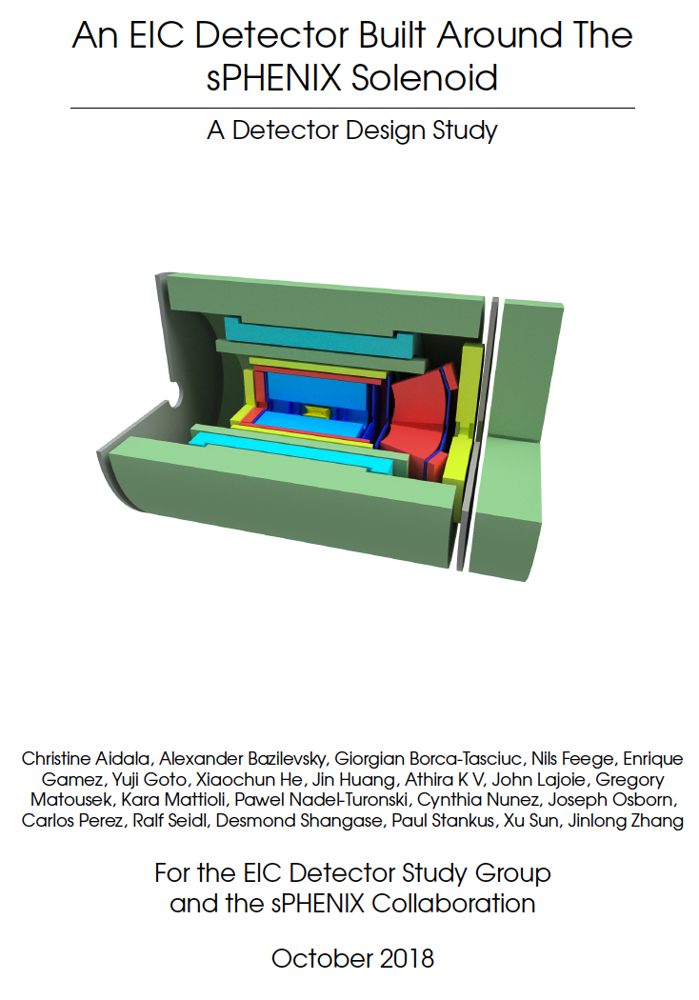 An EIC Detector Built Around The
sPHENIX Solenoid
A Detector Design Study
Christine Aidala, Alexander Bazilevsky, Giorgian Borca-Tasciuc, Nils Feege, Enrique
Gamez, Yuji Goto, Xiaochun He, Jin Huang, Athira K V, John Lajoie, Gregory
Matousek, Kara Mattioli, Pawel Nadel-Turonski, Cynthia Nunez, Joseph Osborn,
Carlos Perez, Ralf Seidl, Desmond Shangase, Paul Stankus, Xu Sun, Jinlong Zhang
For the EIC Detector Study Group
and the sPHENIX Collaboration
October 2018